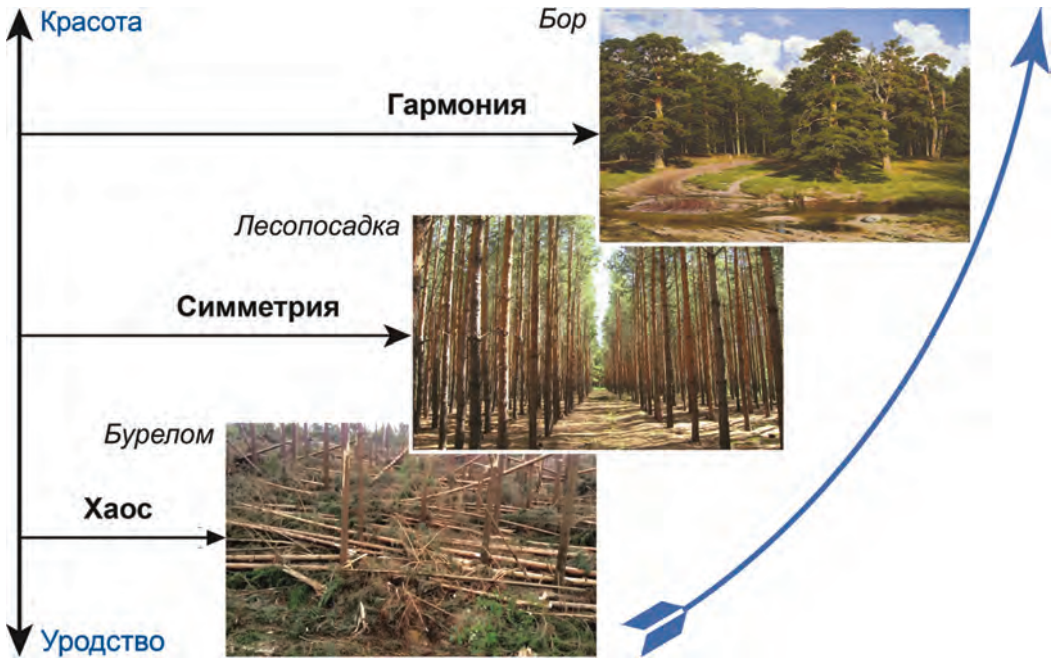 Красота
Бор
Гармония
Лесопосадка
Симметрия
Бурелом
Хаос
Уродство